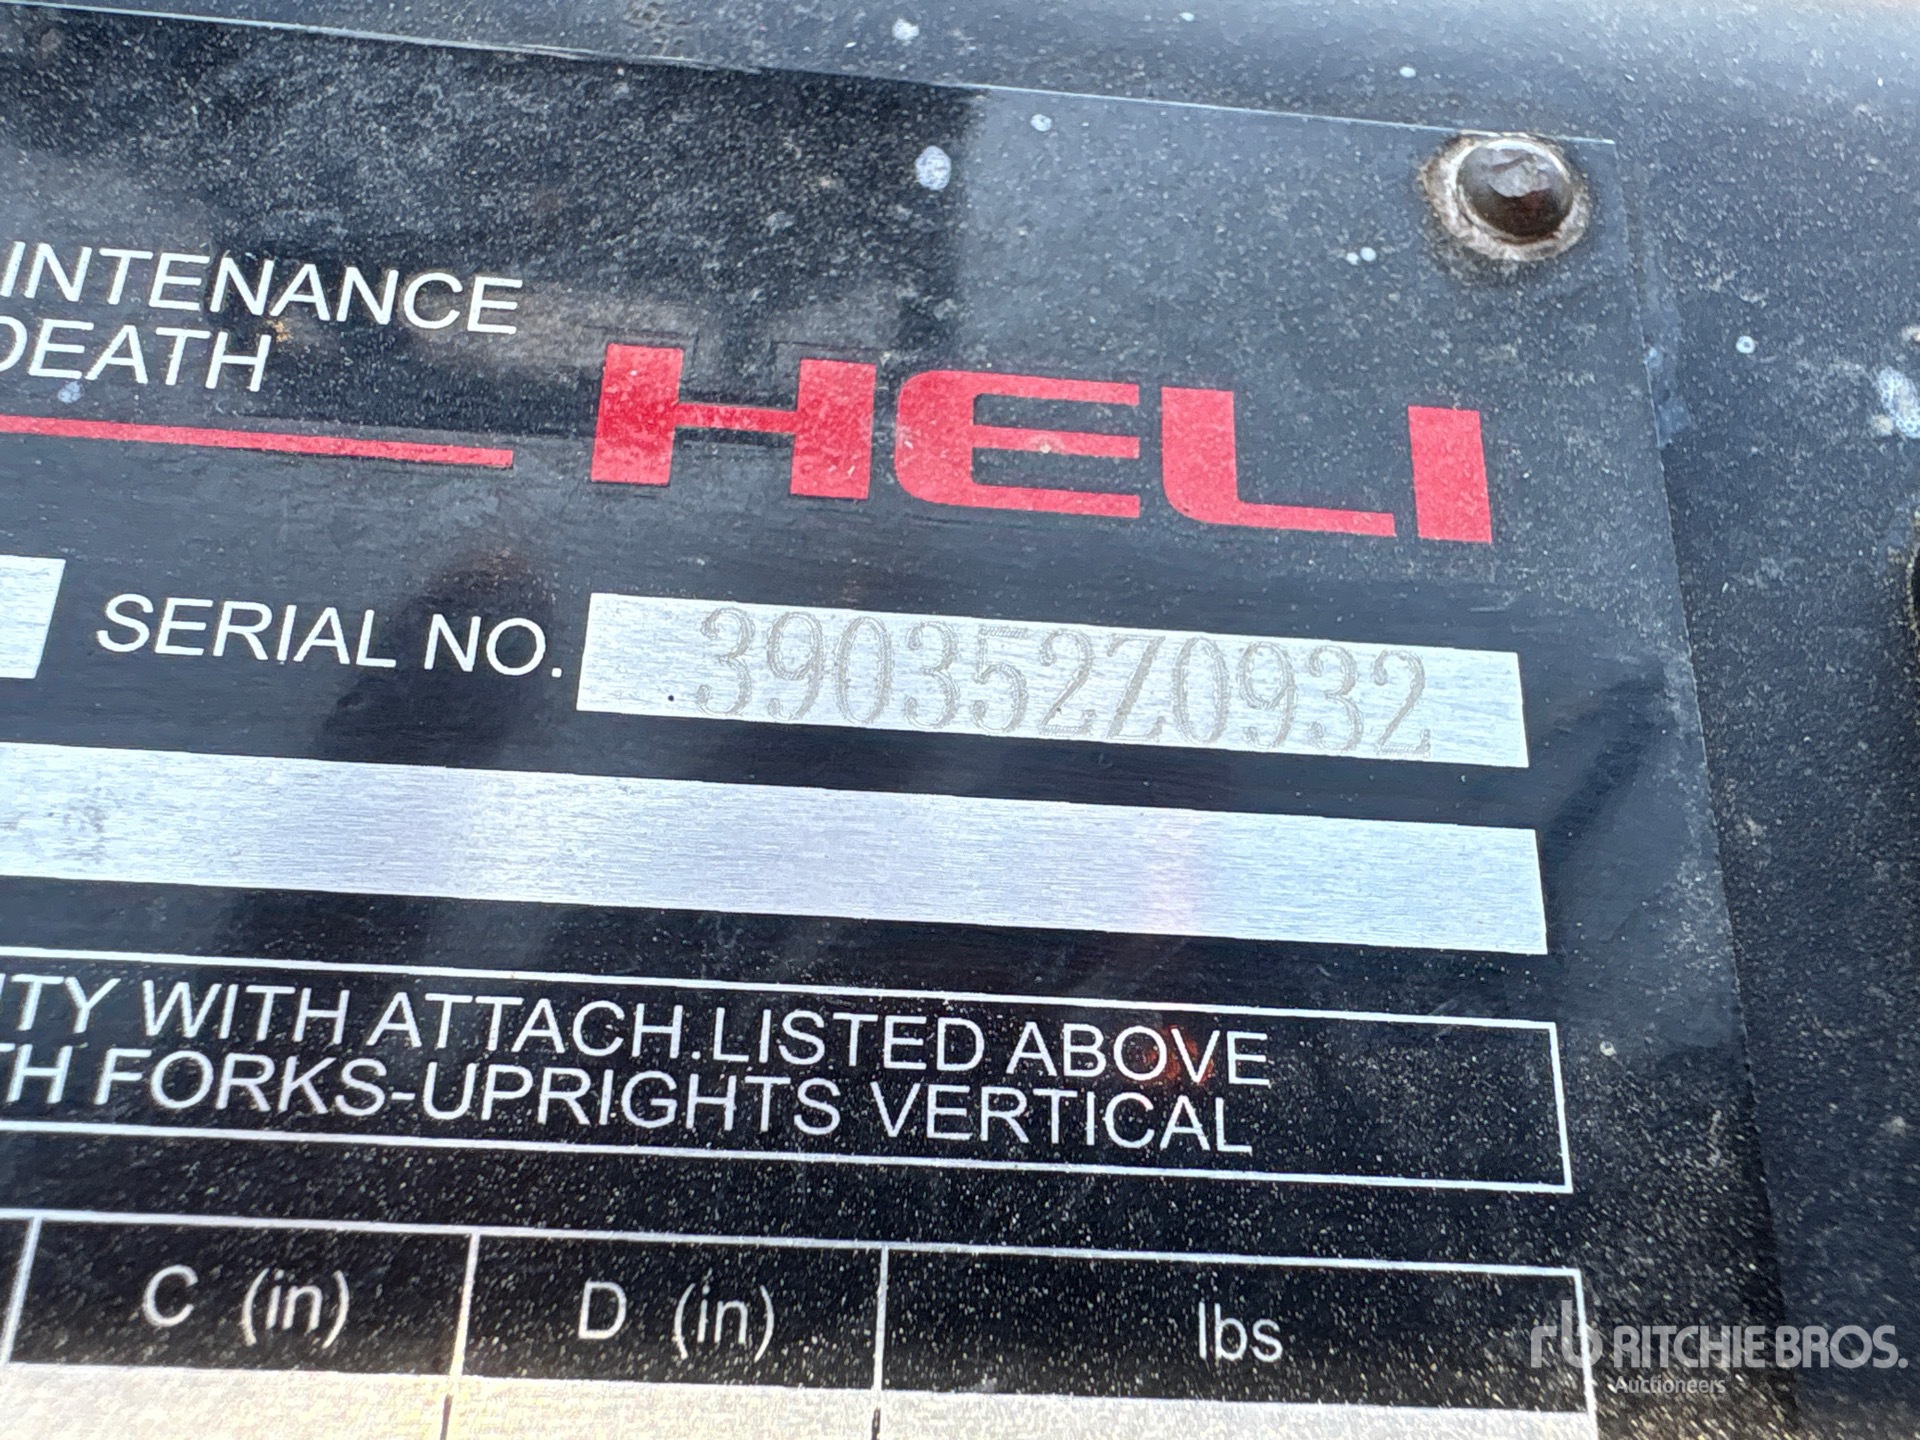 INTENANCE
DEATH
HELI
SERIAL NO. 390352Z0932
ITY WITH ATTACH.LISTED ABOVE
TH FORKS-UPRIGHTS VERTICAL
C (in) D (in) lbs
rb RITCHIE BROS.
Auctioneers